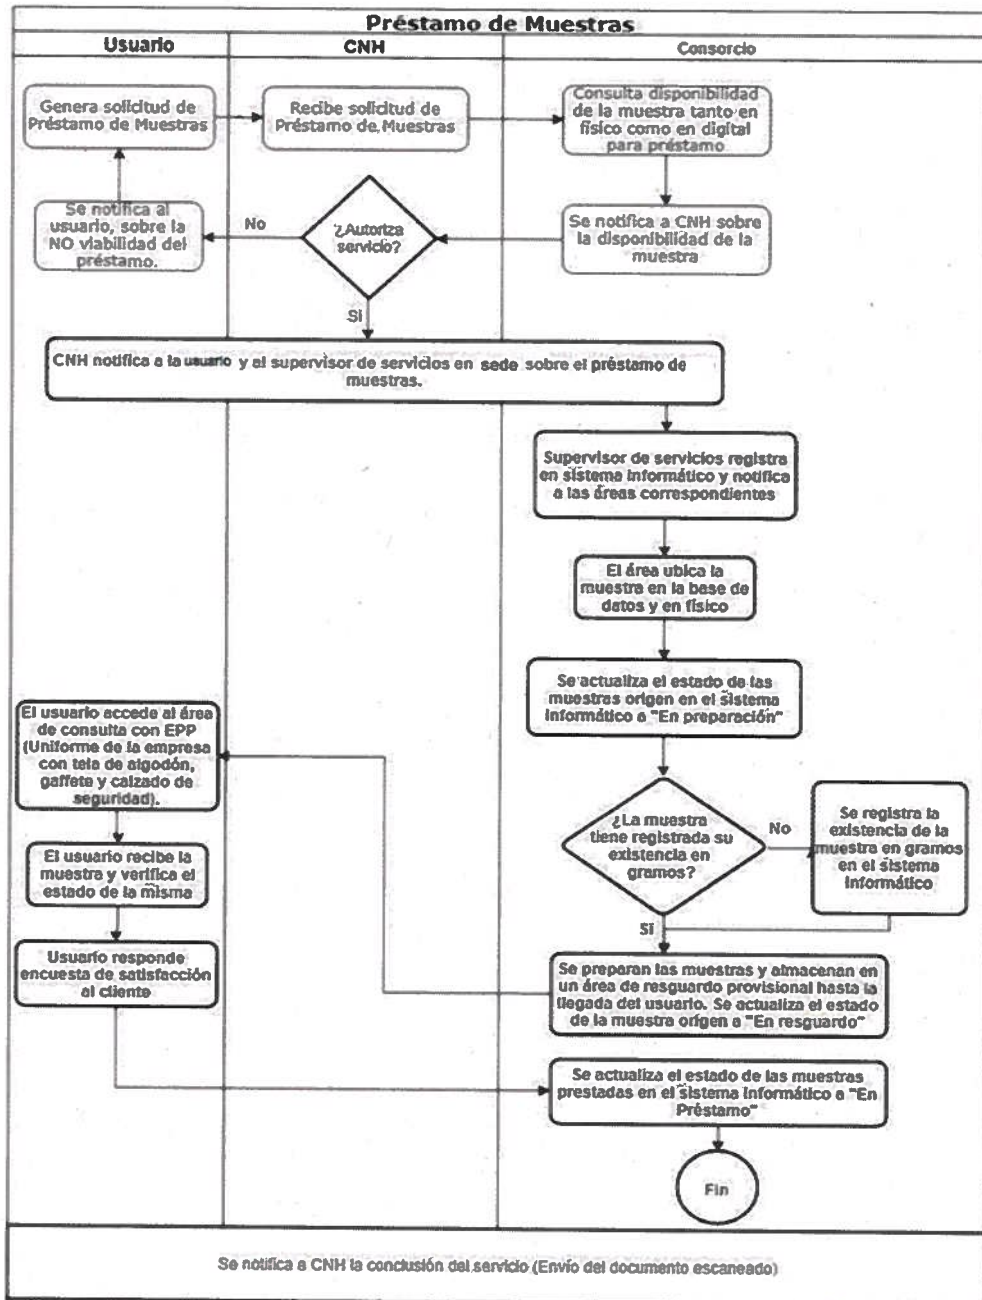 Préstamo de Muestras
Usuario
CNH
Consorcio
Genera solicitud de
Préstamo de Muestras
Recibe solicitud de
Préstamo de Muestras
Consulta disponibilidad
de la muestra tanto en
físico como en digital
para préstamo
Se notifica al
usuario, sobre la
NO viabilidad del
préstamo.
No
¿Autoriza
servicio?
Se notifica a CNH sobre
la disponibilidad de la
muestra
Si
CNH notifica a la usuario y al supervisor de servicios en sede sobre el préstamo de
muestras.
Supervisor de servicios registra
en sistema informático y notifica
a las áreas correspondientes
El área ubica la
muestra en la base de
datos y en físico
Se actualiza el estado de las
muestras origen en el sistema
informático a "En preparación"
El usuario accede al área
de consulta con EPP
(Uniforme de la empresa
con tela de algodón,
gaffete y calzado de
seguridad).
¿La muestra
tiene registrada su
existencia en
gramos?
No
Se registra la
existencia de la
muestra en gramos
en el sistema
informático
El usuario recibe la
muestra y verifica el
estado de la misma
Si
Usuario responde
encuesta de satisfacción
al cliente
Se preparan las muestras y almacenan en
un área de resguardo provisional hasta la
llegada del usuario. Se actualiza el estado
de la muestra origen a "En resguardo"
Se actualiza el estado de las muestras
prestadas en el sistema informático a "En
Préstamo"
Fin
Se notifica a CNH la conclusión del servicio (Envío del documento escaneado)